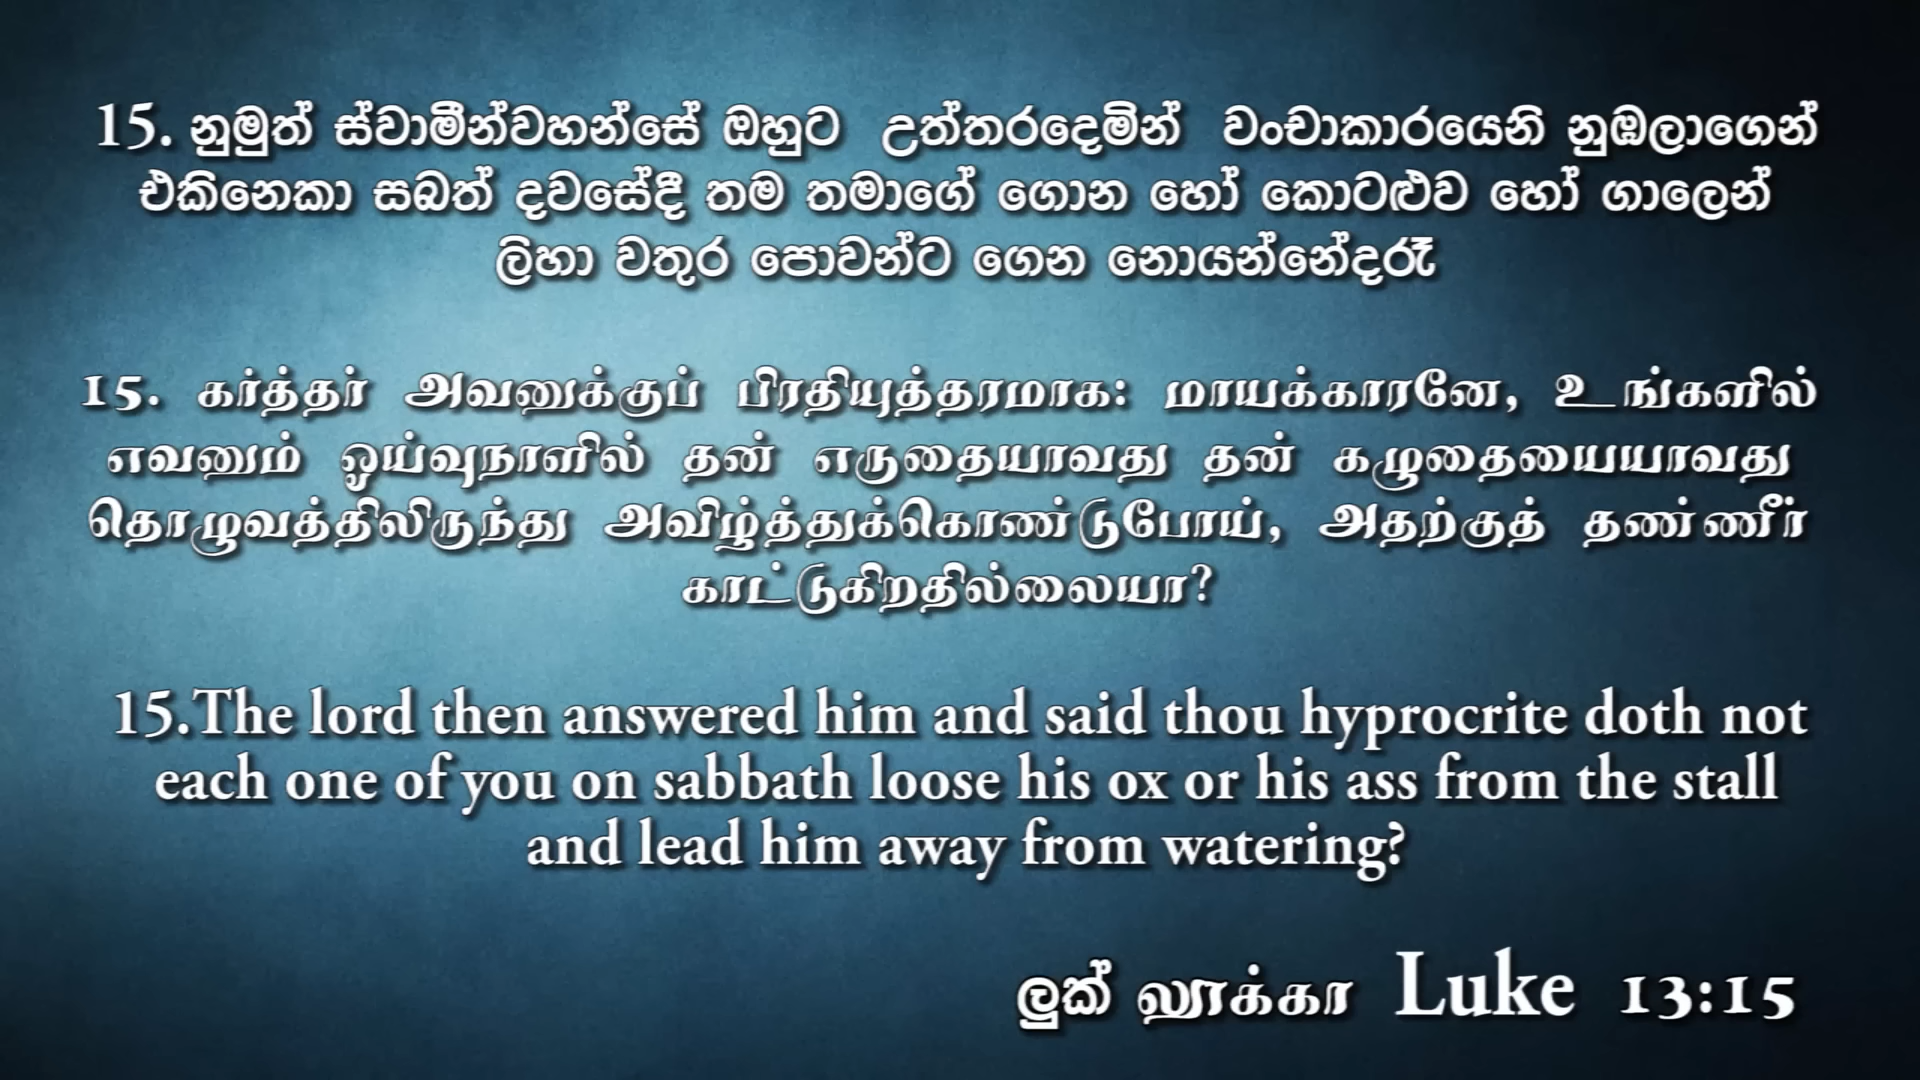 15. නුමුත් ස්වාමීන්වහන්සේ ඔහුට උත්තරදෙමින් වංචාකාරයෙනි නුඹලාගෙන්
එකිනෙකා සබත් දවසේදී තම තමාගේ ගොන හෝ කොටළුව හෝ ගාලෙන්
ලිහා වතුර පොවන්ට ගෙන නොයන්නේදරෑ
15. கர்த்தர் அவனுக்குப் பிரதியுத்தரமாக: மாயக்காரனே, உங்களில்
எவனும் ஓய்வுநாளில் தன் எருதையாவது தன் கழுதையையாவது
தொழுவத்திலிருந்து அவிழ்த்துக்கொண்டுபோய், அதற்குத் தண்ணீர்
காட்டுகிறதில்லையா?
15.The lord then answered him and said thou hyprocrite doth not
each one of you on sabbath loose his ox or his ass from the stall
and lead him away from watering?
ලුක් லூக்கா Luke 13:15